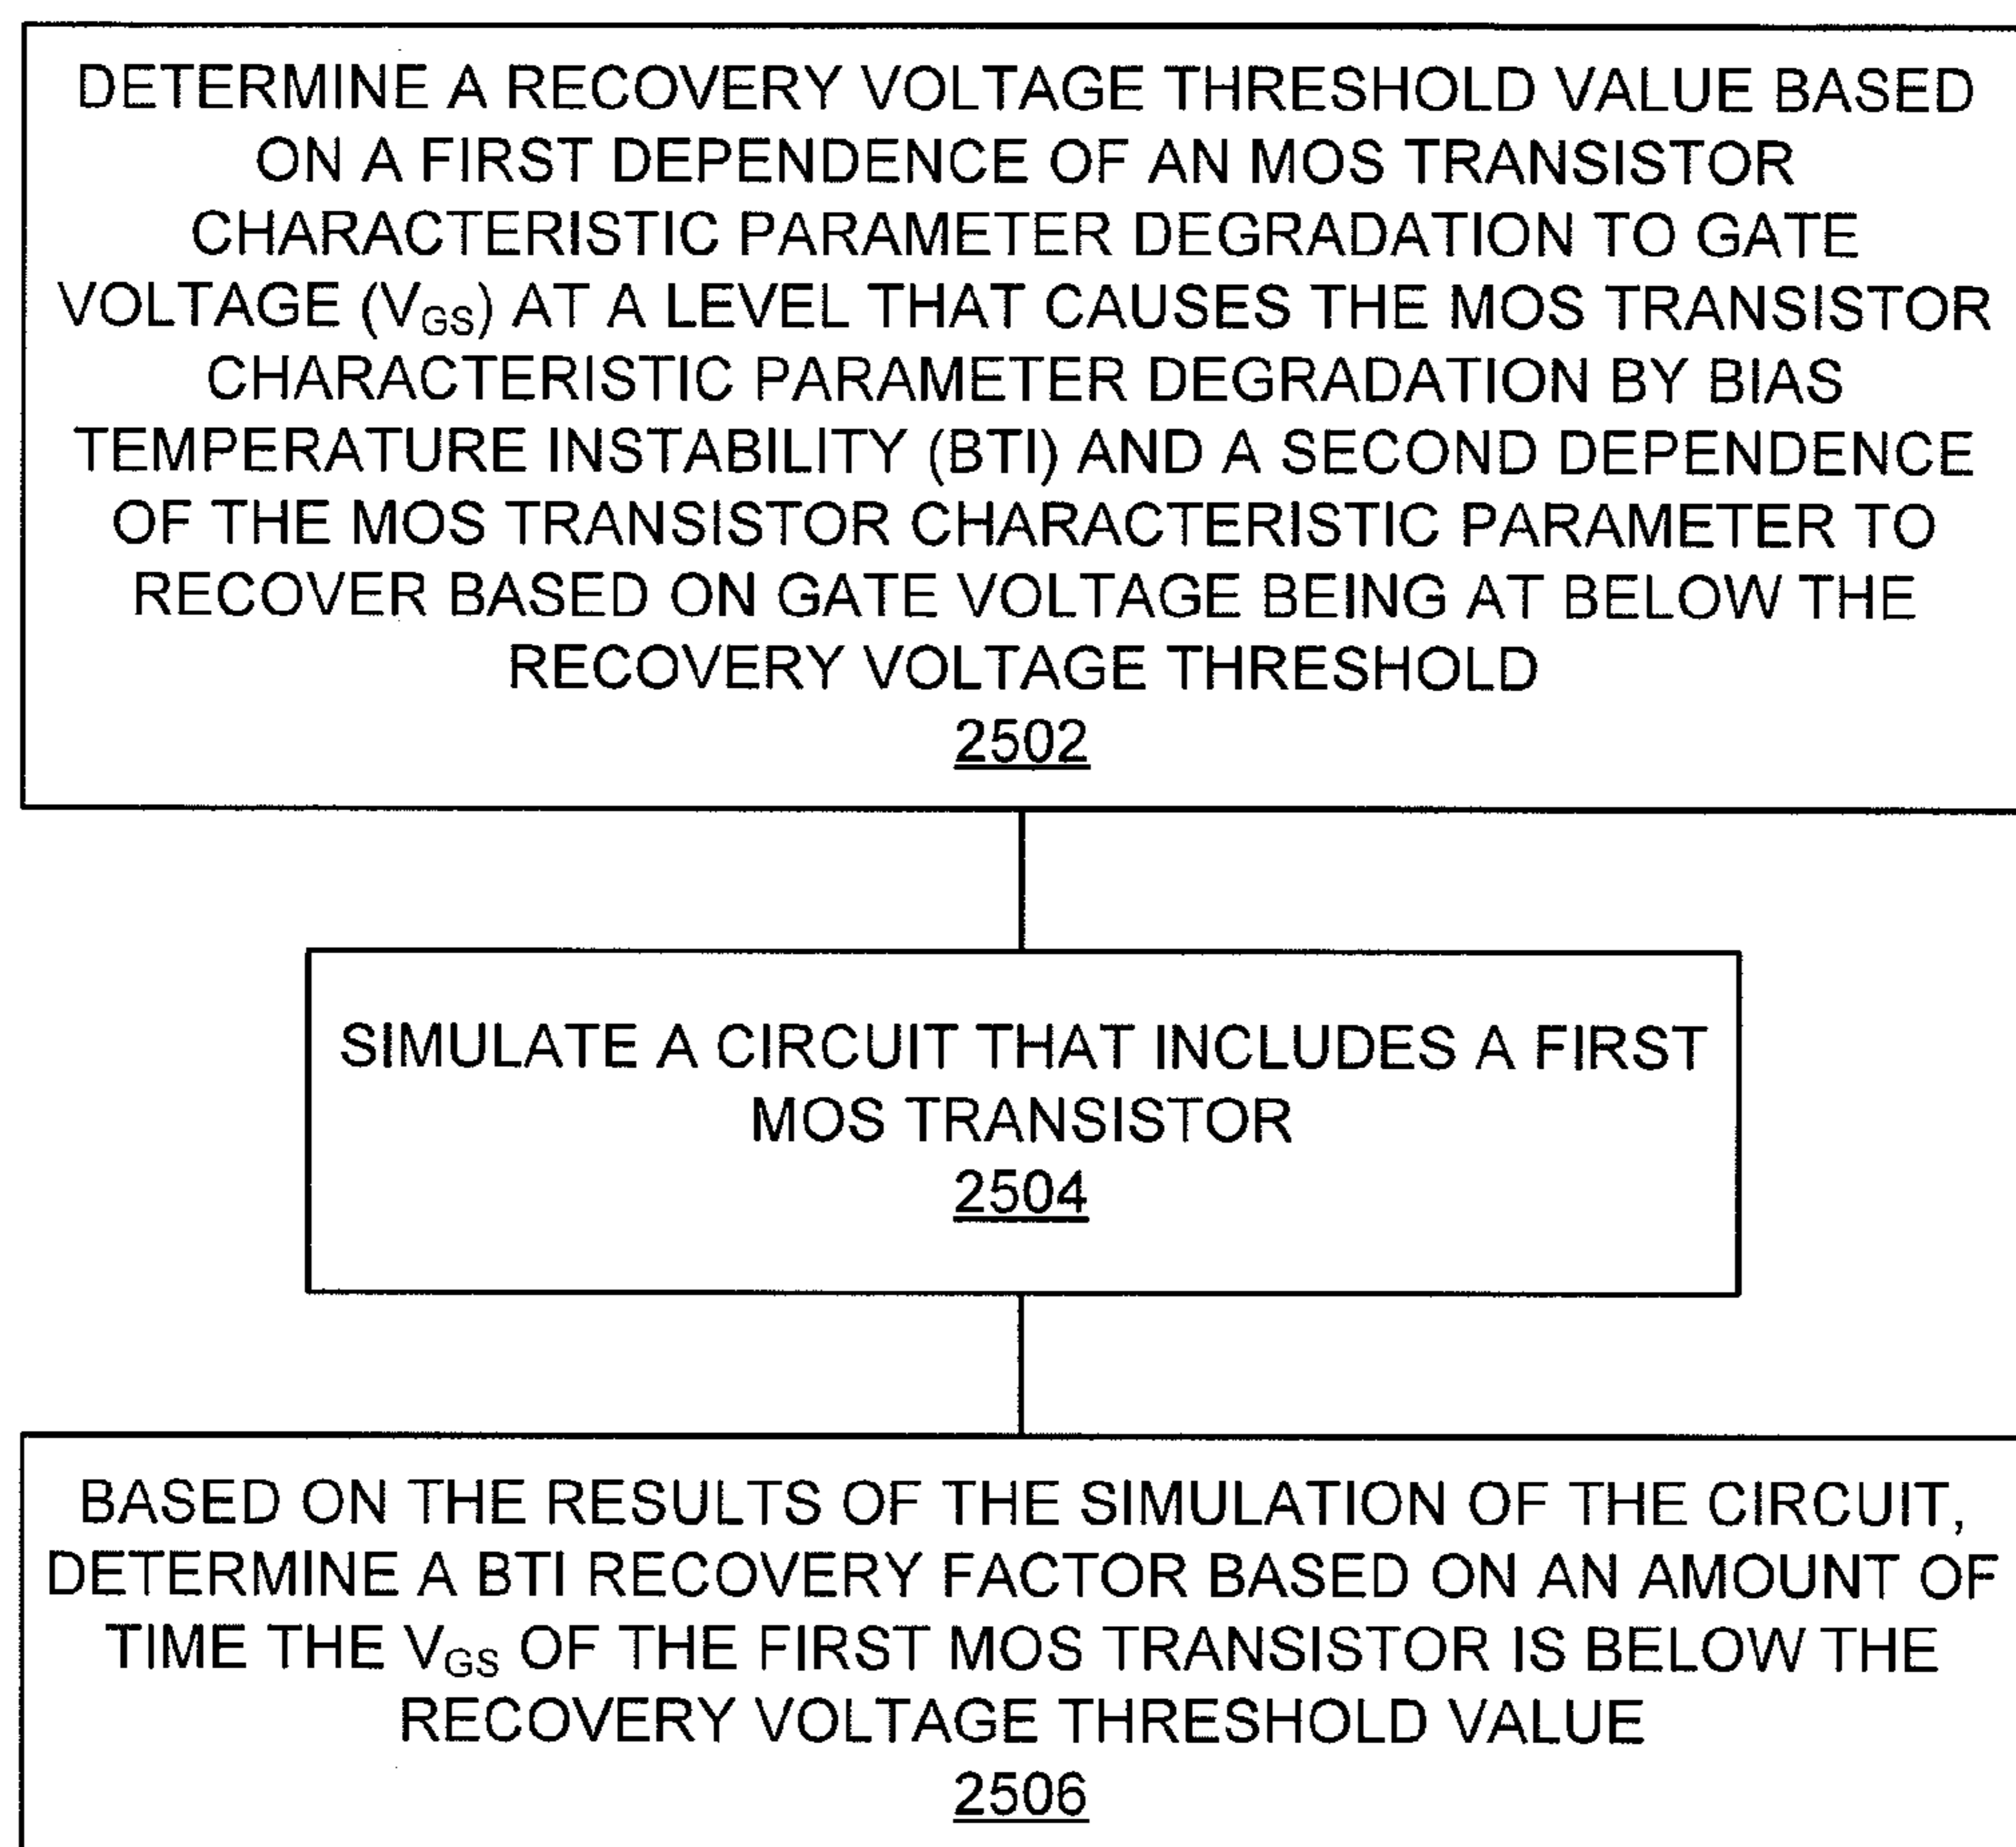 DETERMINE A RECOVERY VOLTAGE THRESHOLD VALUE BASED
ON A FIRST DEPENDENCE OF AN MOS TRANSISTOR
CHARACTERISTIC PARAMETER DEGRADATION TO GATE
VOLTAGE (VGS) AT A LEVEL THAT CAUSES THE MOS TRANSISTOR
CHARACTERISTIC PARAMETER DEGRADATION BY BIAS
TEMPERATURE INSTABILITY (BTI) AND A SECOND DEPENDENCE
OF THE MOS TRANSISTOR CHARACTERISTIC PARAMETER TO
RECOVER BASED ON GATE VOLTAGE BEING AT BELOW THE
RECOVERY VOLTAGE THRESHOLD
2502
SIMULATE A CIRCUIT THAT INCLUDES A FIRST
MOS TRANSISTOR
2504
BASED ON THE RESULTS OF THE SIMULATION OF THE CIRCUIT,
DETERMINE A BTI RECOVERY FACTOR BASED ON AN AMOUNT OF
TIME THE VGS OF THE FIRST MOS TRANSISTOR IS BELOW THE
RECOVERY VOLTAGE THRESHOLD VALUE
2506